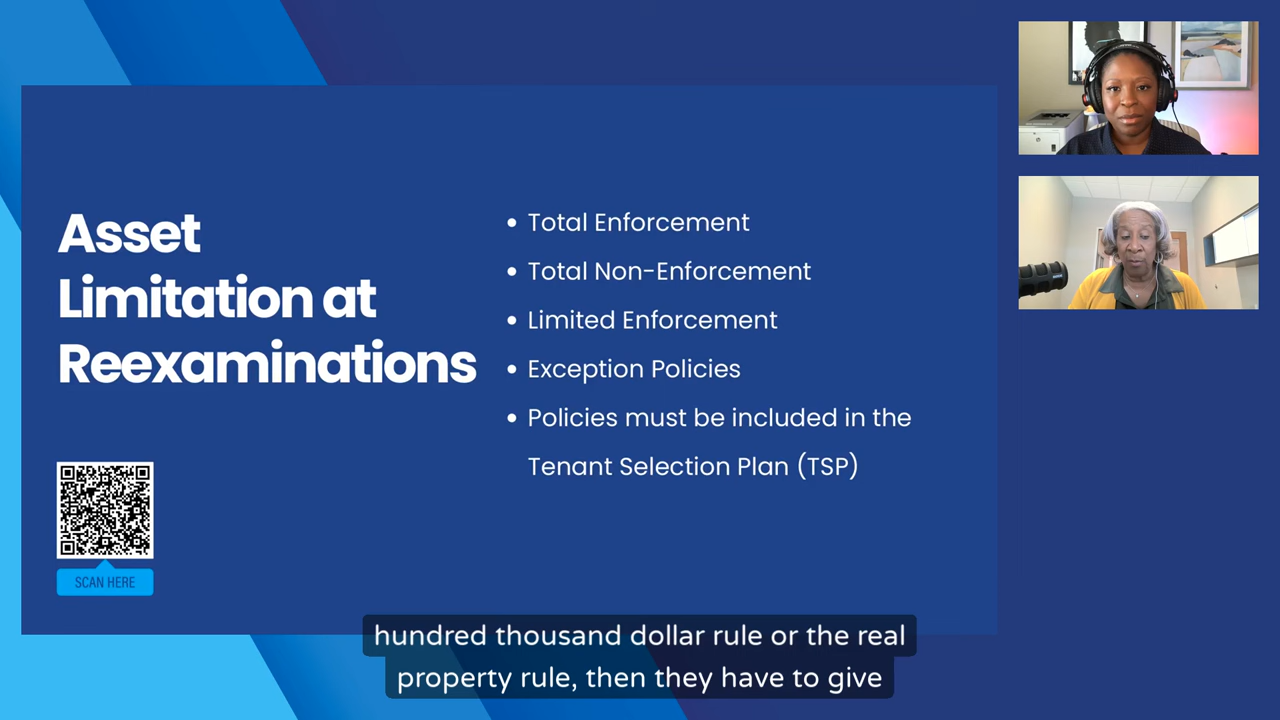 Asset
Limitation at
Reexaminations
• Total Enforcement
• Total Non-Enforcement
• Limited Enforcement
• Exception Policies
• Policies must be included in the
Tenant Selection Plan (TSP)
SCAN HERE
hundred thousand dollar rule or the real
property rule, then they have to give